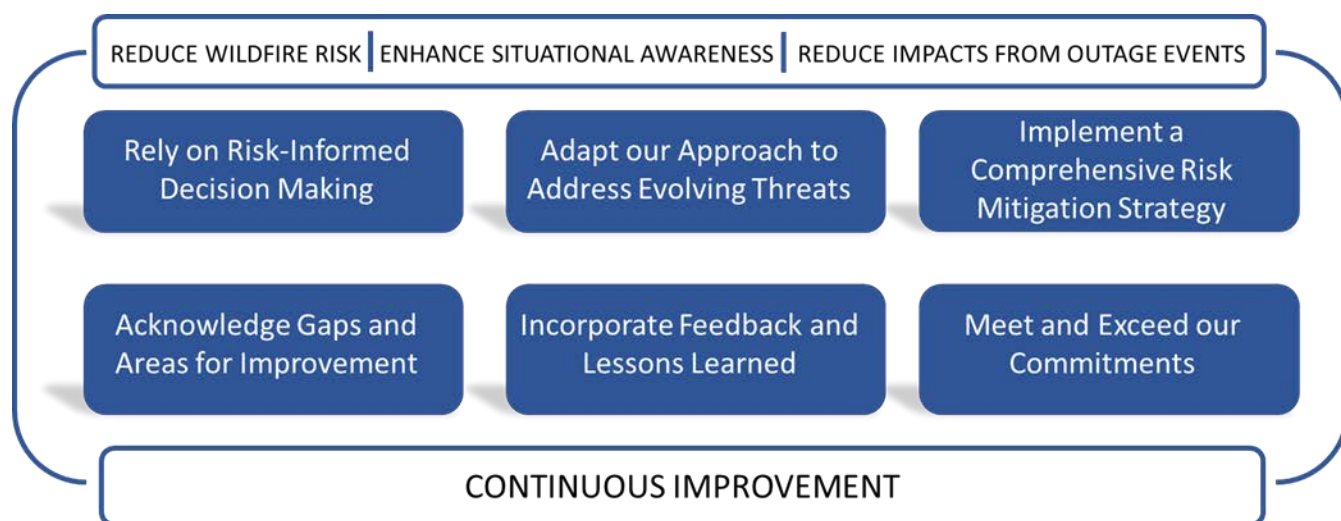 REDUCE WILDFIRE RISK | ENHANCE SITUATIONAL AWARENESS | REDUCE IMPACTS FROM OUTAGE EVENTS
Rely on Risk-Informed
Decision Making
Adapt our Approach to
Address Evolving Threats
Implement a
Comprehensive Risk
Mitigation Strategy
Acknowledge Gaps and
Areas for Improvement
Incorporate Feedback and
Lessons Learned
Meet and Exceed our
Commitments
CONTINUOUS IMPROVEMENT